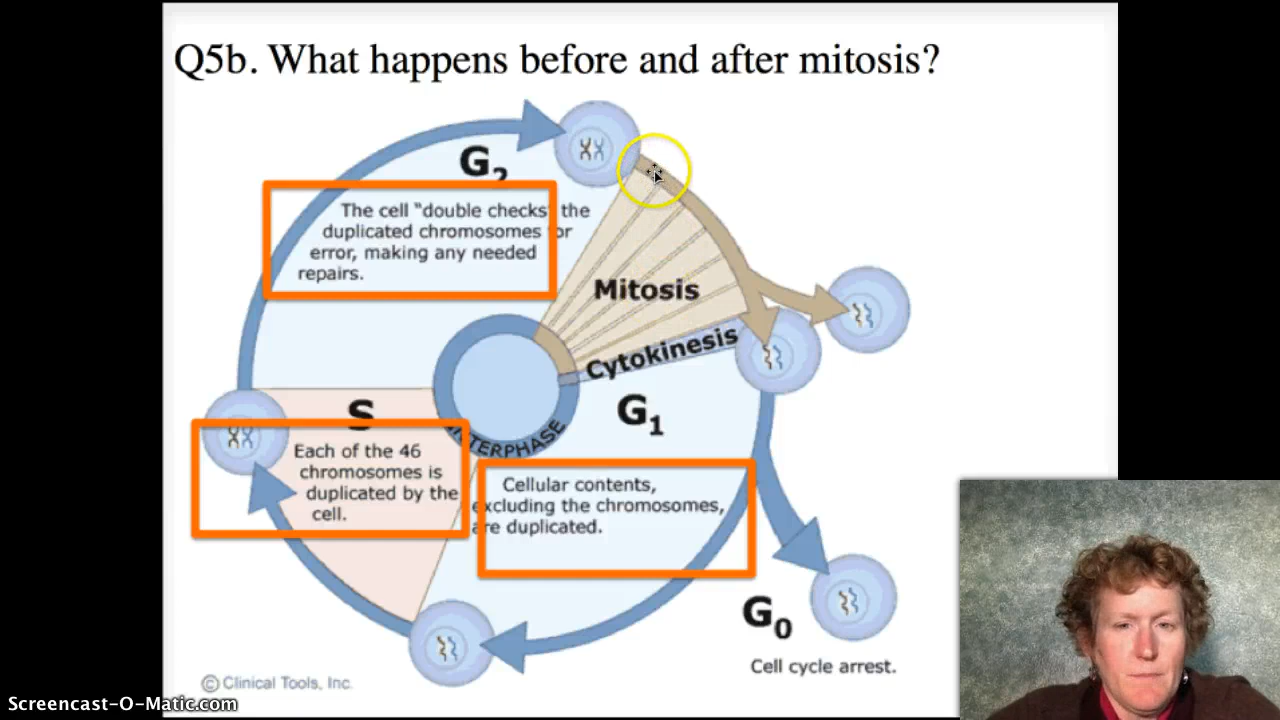 Q5b. What happens before and after mitosis?
G2
The cell "double checks" the
duplicated chromosomes for
error, making any needed
repairs.
Mitosis
Cytokinesis
G1
S
INTERPHASE
Each of the 46
chromosomes is
duplicated by the
cell.
Cellular contents,
excluding the chromosomes,
are duplicated.
G0
Cell cycle arrest.
© Clinical Tools, Inc.
Screencast-O-Matic.com